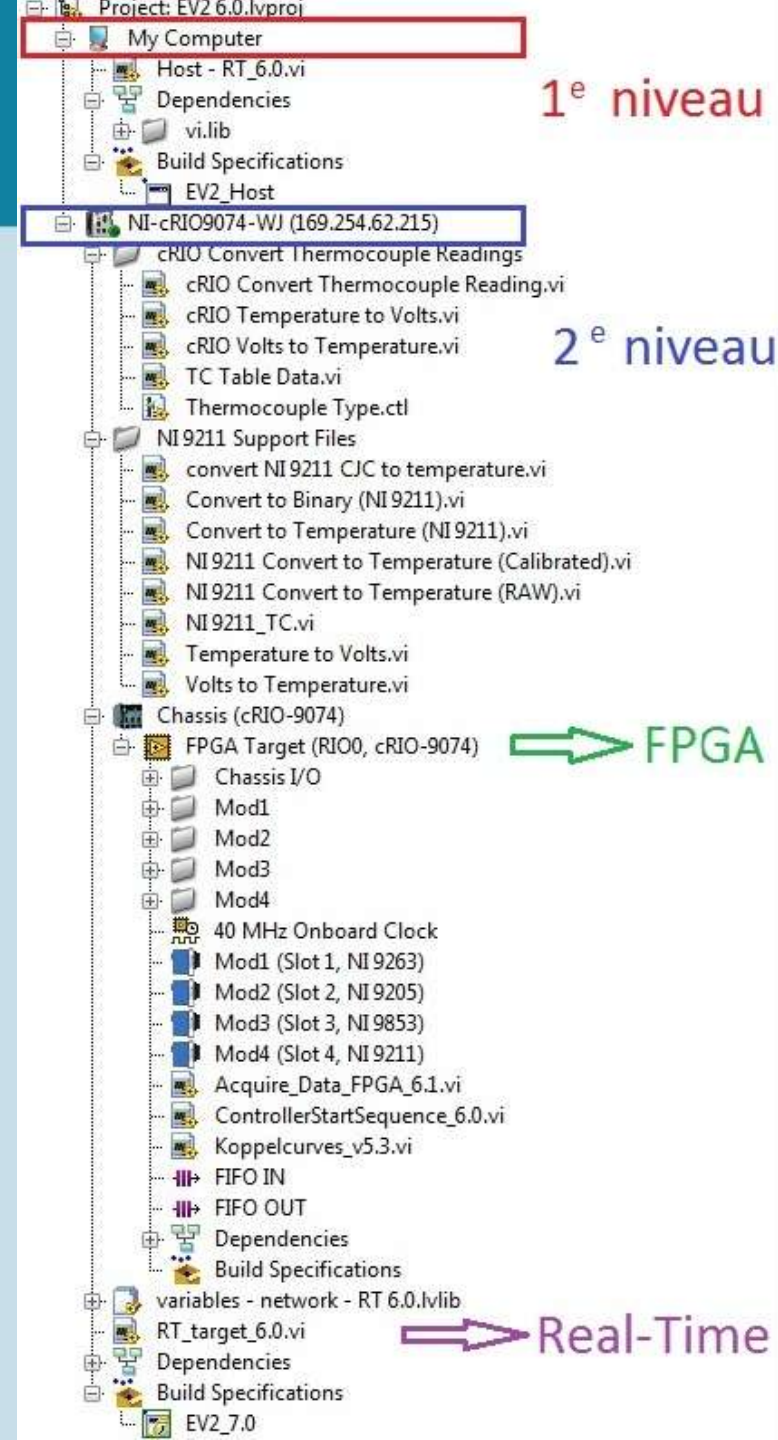 Project: EV2 6.0.lvproj
My Computer
Host - RT_6.0.vi
1e niveau
Dependencies
vi.lib
Build Specifications
EV2_Host
NI-cRIO9074-WJ (169.254.62.215)
cRIO Convert Thermocouple Readings
cRIO Convert Thermocouple Reading.vi
cRIO Temperature to Volts.vi
cRIO Volts to Temperature.vi
2e niveau
TC Table Data.vi
Thermocouple Type.ctl
NI 9211 Support Files
convert NI 9211 CJC to temperature.vi
Convert to Binary (NI 9211).vi
Convert to Temperature (NI 9211).vi
NI 9211 Convert to Temperature (Calibrated).vi
NI 9211 Convert to Temperature (RAW).vi
NI 9211_TC.vi
Temperature to Volts.vi
Volts to Temperature.vi
Chassis (cRIO-9074)
FPGA Target (RIO0, cRIO-9074) FPGA
Chassis I/O
Mod1
Mod2
Mod3
Mod4
40 MHz Onboard Clock
Mod1 (Slot 1, NI 9263)
Mod2 (Slot 2, NI 9205)
Mod3 (Slot 3, NI 9853)
Mod4 (Slot 4, NI 9211)
Acquire_Data_FPGA_6.1.vi
ControllerStartSequence_6.0.vi
Koppelcurves_v5.3.vi
FIFO IN
FIFO OUT
Dependencies
Build Specifications
variables - network - RT 6.0.lvlib
RT_target_6.0.vi Real-Time
Dependencies
Build Specifications
EV2_7.0